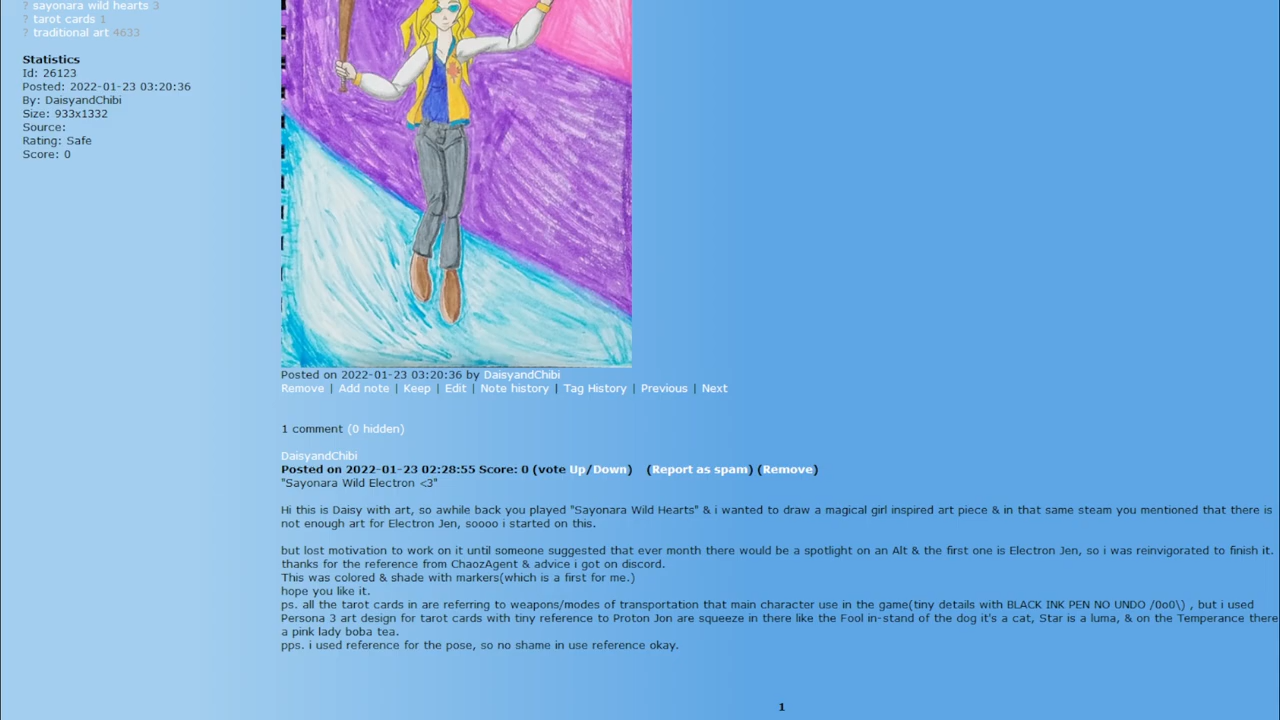 ? sayonara wild hearts 3
? tarot cards 1
? traditional art 4633
Statistics
Id: 26123
Posted: 2022-01-23 03:20:36
By: DaisyandChibi
Size: 933x1332
Source:
Rating: Safe
Score: 0
Posted on 2022-01-23 03:20:36 by DaisyandChibi
Remove | Add note | Keep | Edit | Note history | Tag History | Previous | Next
1 comment (0 hidden)
DaisyandChibi
Posted on 2022-01-23 02:28:55 Score: 0 (vote Up/Down) (Report as spam) (Remove)
"Sayonara Wild Electron <3"
Hi this is Daisy with art, so awhile back you played "Sayonara Wild Hearts" & i wanted to draw a magical girl inspired art piece & in that same steam you mentioned that there is
not enough art for Electron Jen, soooo i started on this.
but lost motivation to work on it until someone suggested that ever month there would be a spotlight on an Alt & the first one is Electron Jen, so i was reinvigorated to finish it.
thanks for the reference from ChaozAgent & advice i got on discord.
This was colored & shade with markers(which is a first for me.)
hope you like it.
ps. all the tarot cards in are referring to weapons/modes of transportation that main character use in the game(tiny details with BLACK INK PEN NO UNDO /0o0\) , but i used
Persona 3 art design for tarot cards with tiny reference to Proton Jon are squeeze in there like the Fool in-stand of the dog it's a cat, Star is a luma, & on the Temperance there
a pink lady boba tea.
pps. i used reference for the pose, so no shame in use reference okay.
1